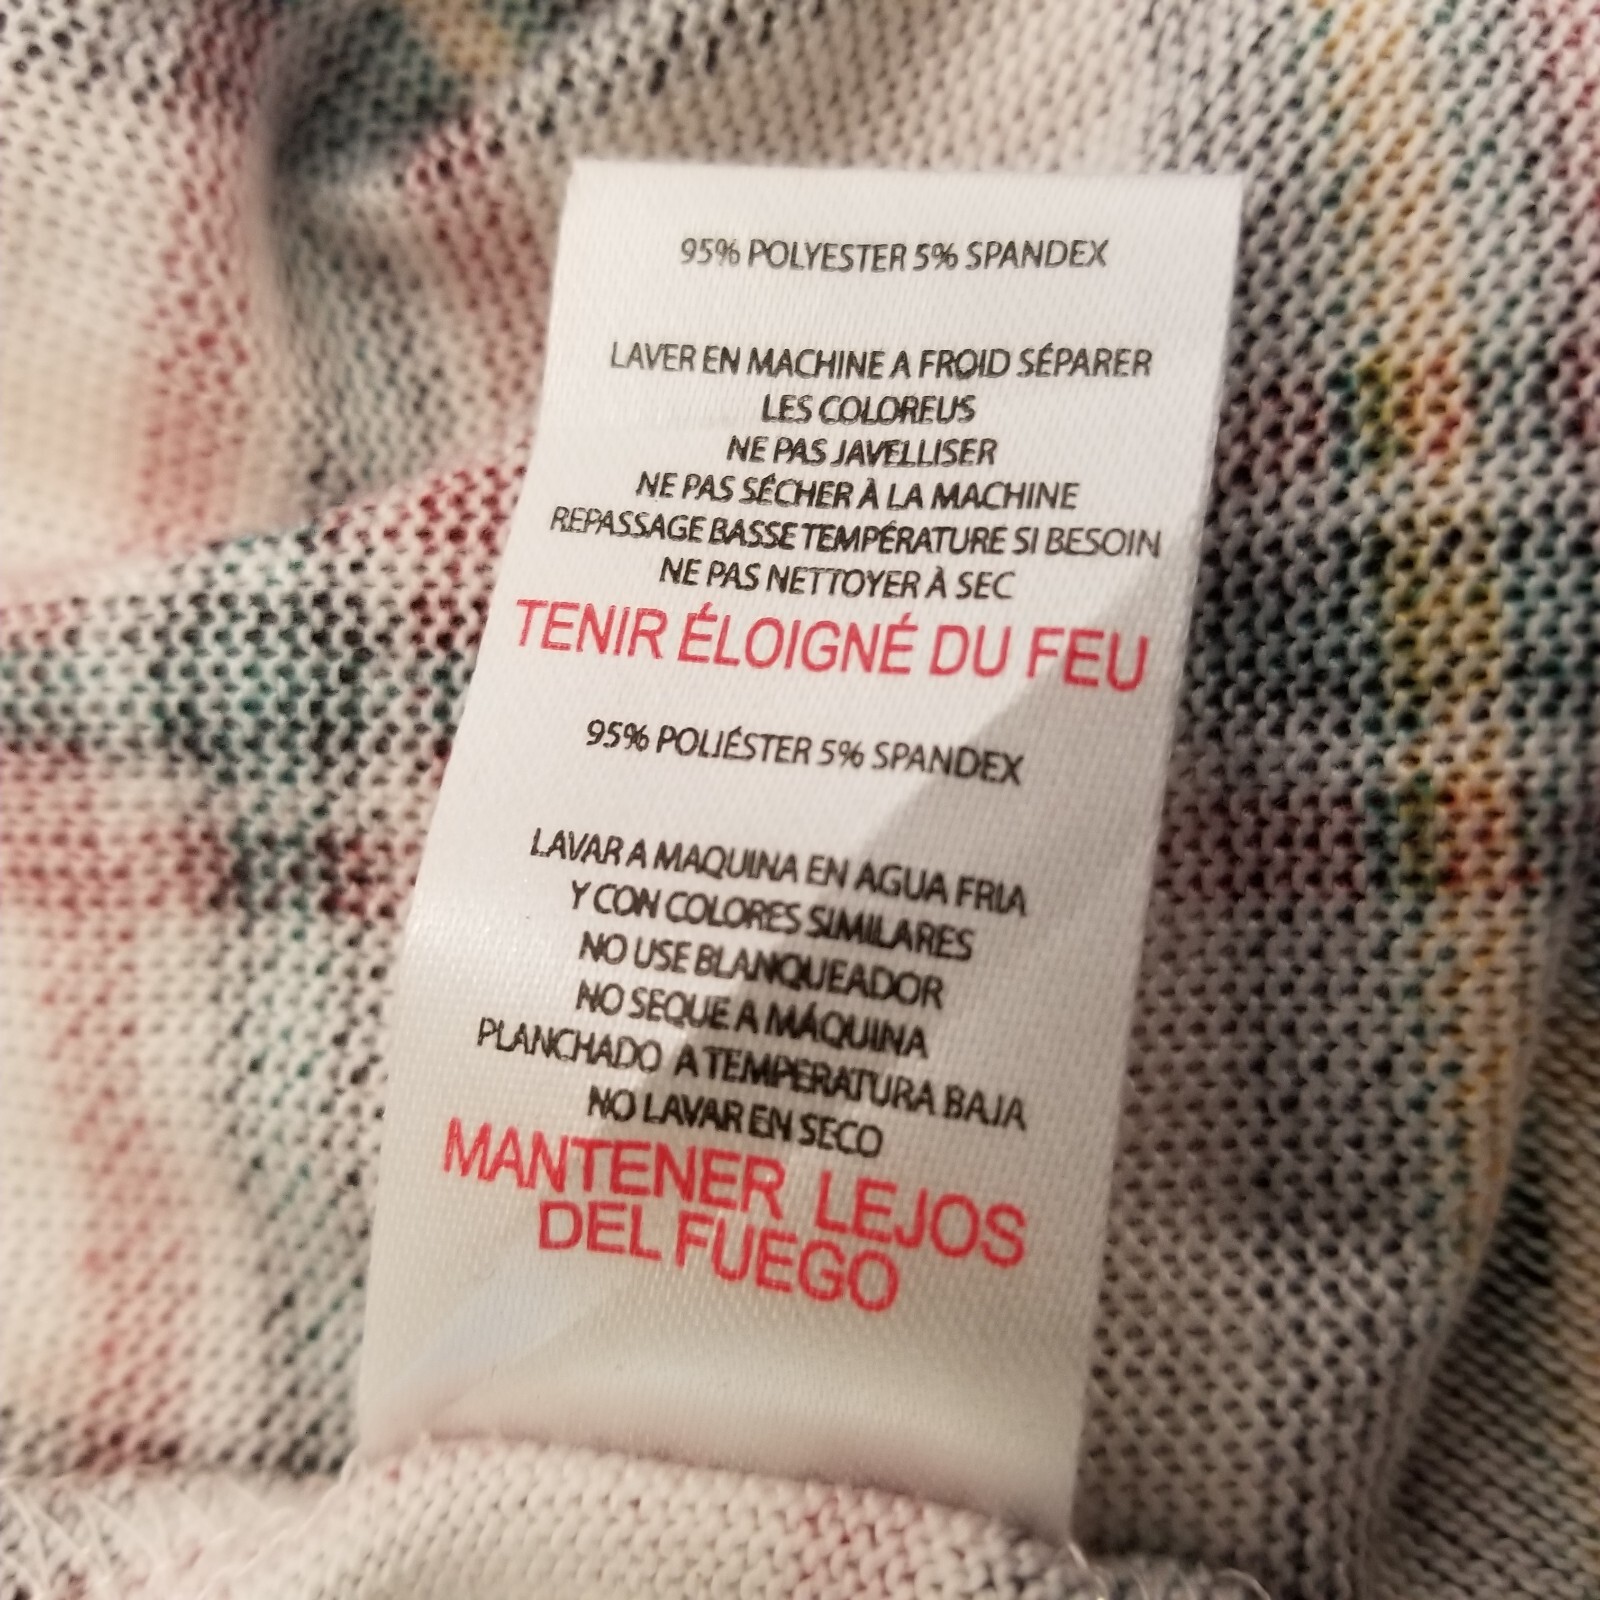 95% POLYESTER 5% SPANDEX
LAVER EN MACHINE A FROID SÉPARER
LES COLOREUS
NE PAS JAVELLISER
NE PAS SÉCHER À LA MACHINE
REPASSAGE BASSE TEMPÉRATURE SI BESOIN
NE PAS NETTOYER À SEC
TENIR ÉLOIGNÉ DU FEU
95% POLIÉSTER 5% SPANDEX
LAVAR A MAQUINA EN AGUA FRIA
Y CON COLORES SIMILARES
NO USE BLANQUEADOR
NO SEQUE A MÁQUINA
PLANCHADO A TEMPERATURA BAJA
NO LAVAR EN SECO
MANTENER LEJOS
DEL FUEGO